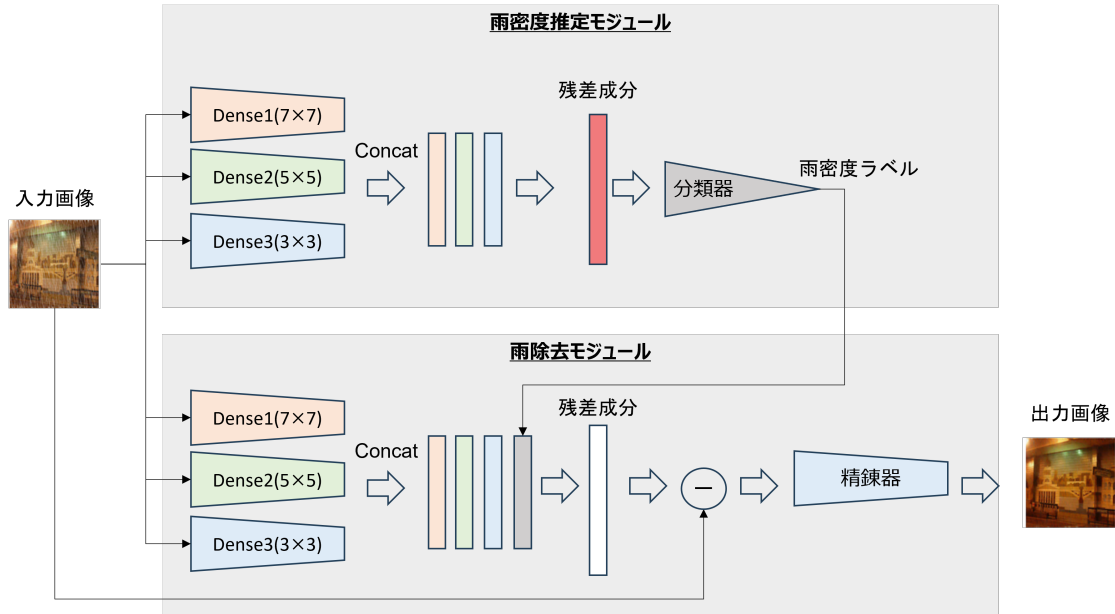 雨密度推定モジュール
残差成分
Dense1(7×7)
Concat
Dense2(5×5)
分類器
雨密度ラベル
入力画像
Dense3(3×3)
雨除去モジュール
残差成分
Dense1(7×7)
Concat
Dense2(5×5)
−
精錬器
出力画像
Dense3(3×3)